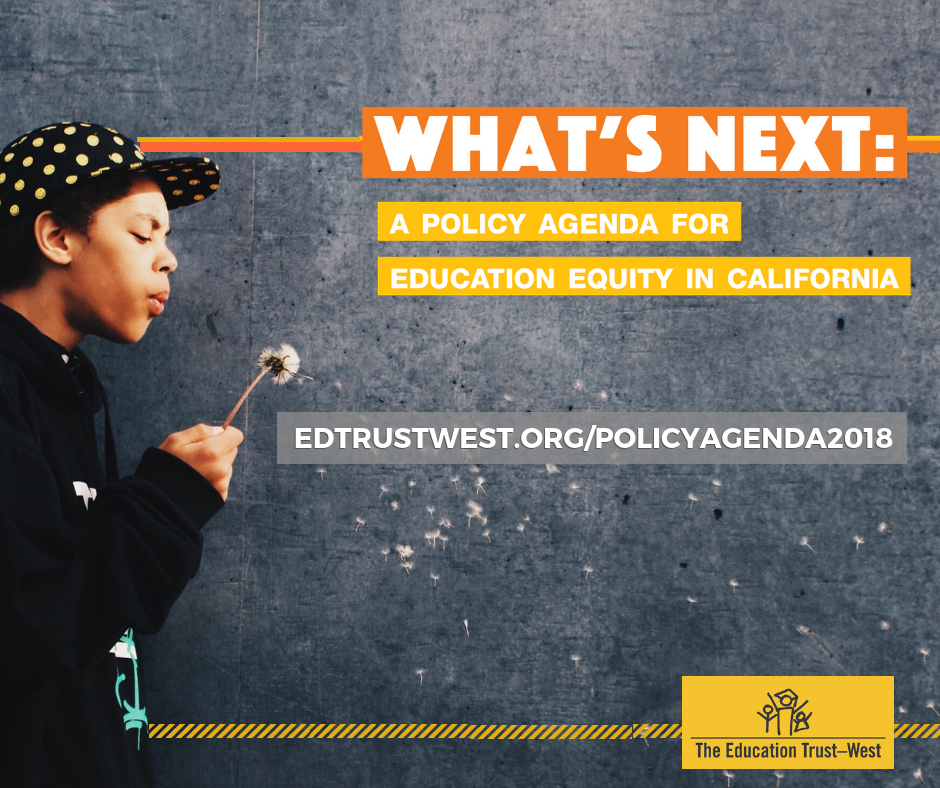 WHAT'S NEXT:
A POLICY AGENDA FOR
EDUCATION EQUITY IN CALIFORNIA
EDTRUSTWEST.ORG/POLICYAGENDA2018
The Education Trust–West